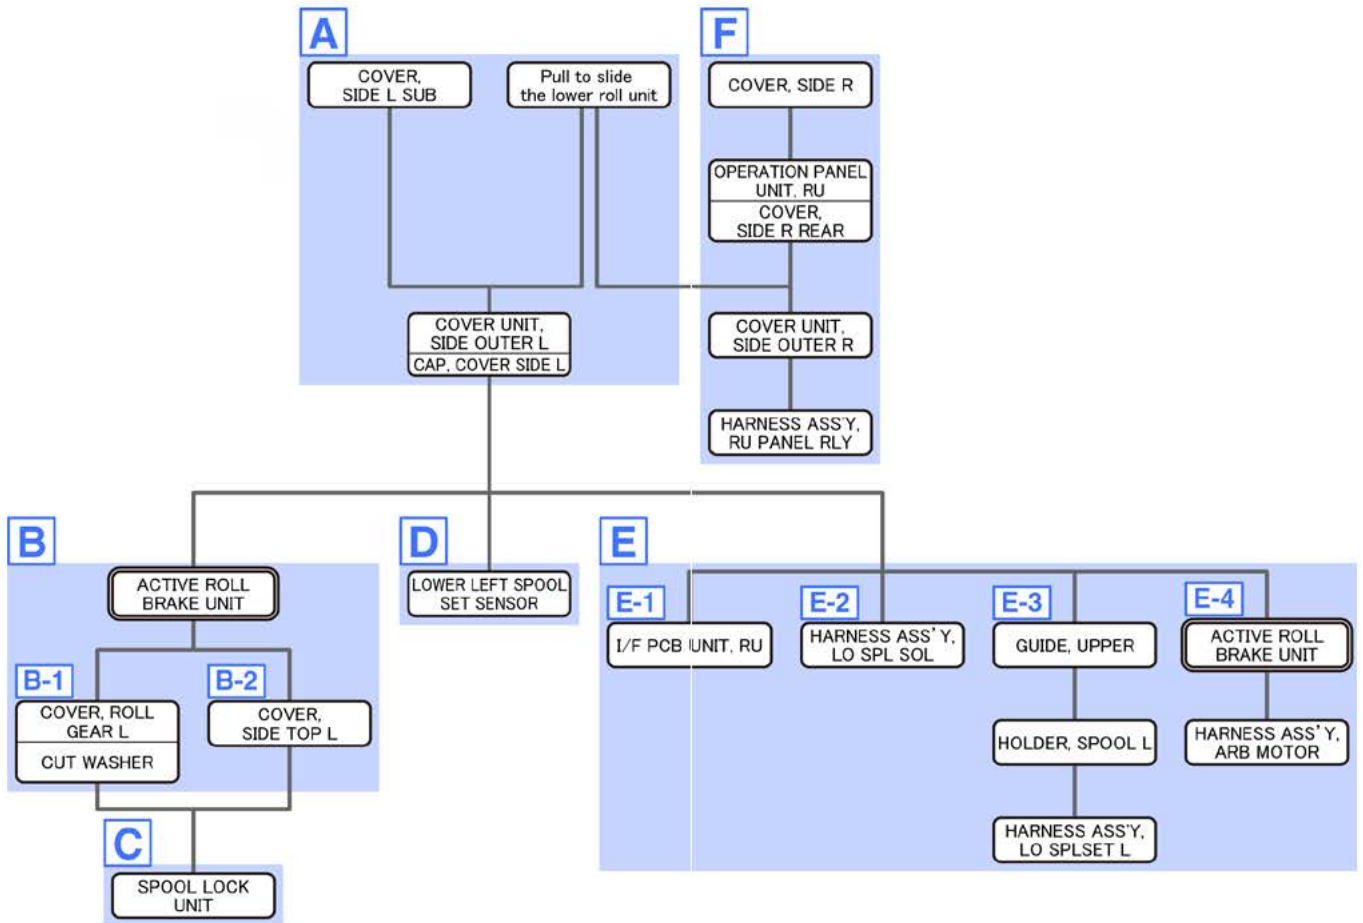 A
COVER,
SIDE L SUB
Pull to slide
the lower roll unit
COVER UNIT,
SIDE OUTER L
CAP, COVER SIDE L
F
COVER, SIDE R
OPERATION PANEL
UNIT, RU
COVER,
SIDE R REAR
COVER UNIT,
SIDE OUTER R
HARNESS ASS'Y,
RU PANEL RLY
B
ACTIVE ROLL
BRAKE UNIT
B-1
COVER, ROLL
GEAR L
CUT WASHER
B-2
COVER,
SIDE TOP L
C
SPOOL LOCK
UNIT
D
LOWER LEFT SPOOL
SET SENSOR
E
E-1
I/F PCB UNIT, RU
E-2
HARNESS ASS'Y,
LO SPL SOL
E-3
GUIDE, UPPER
HOLDER, SPOOL L
HARNESS ASS'Y,
LO SPLSET L
E-4
ACTIVE ROLL
BRAKE UNIT
HARNESS ASS'Y,
ARB MOTOR